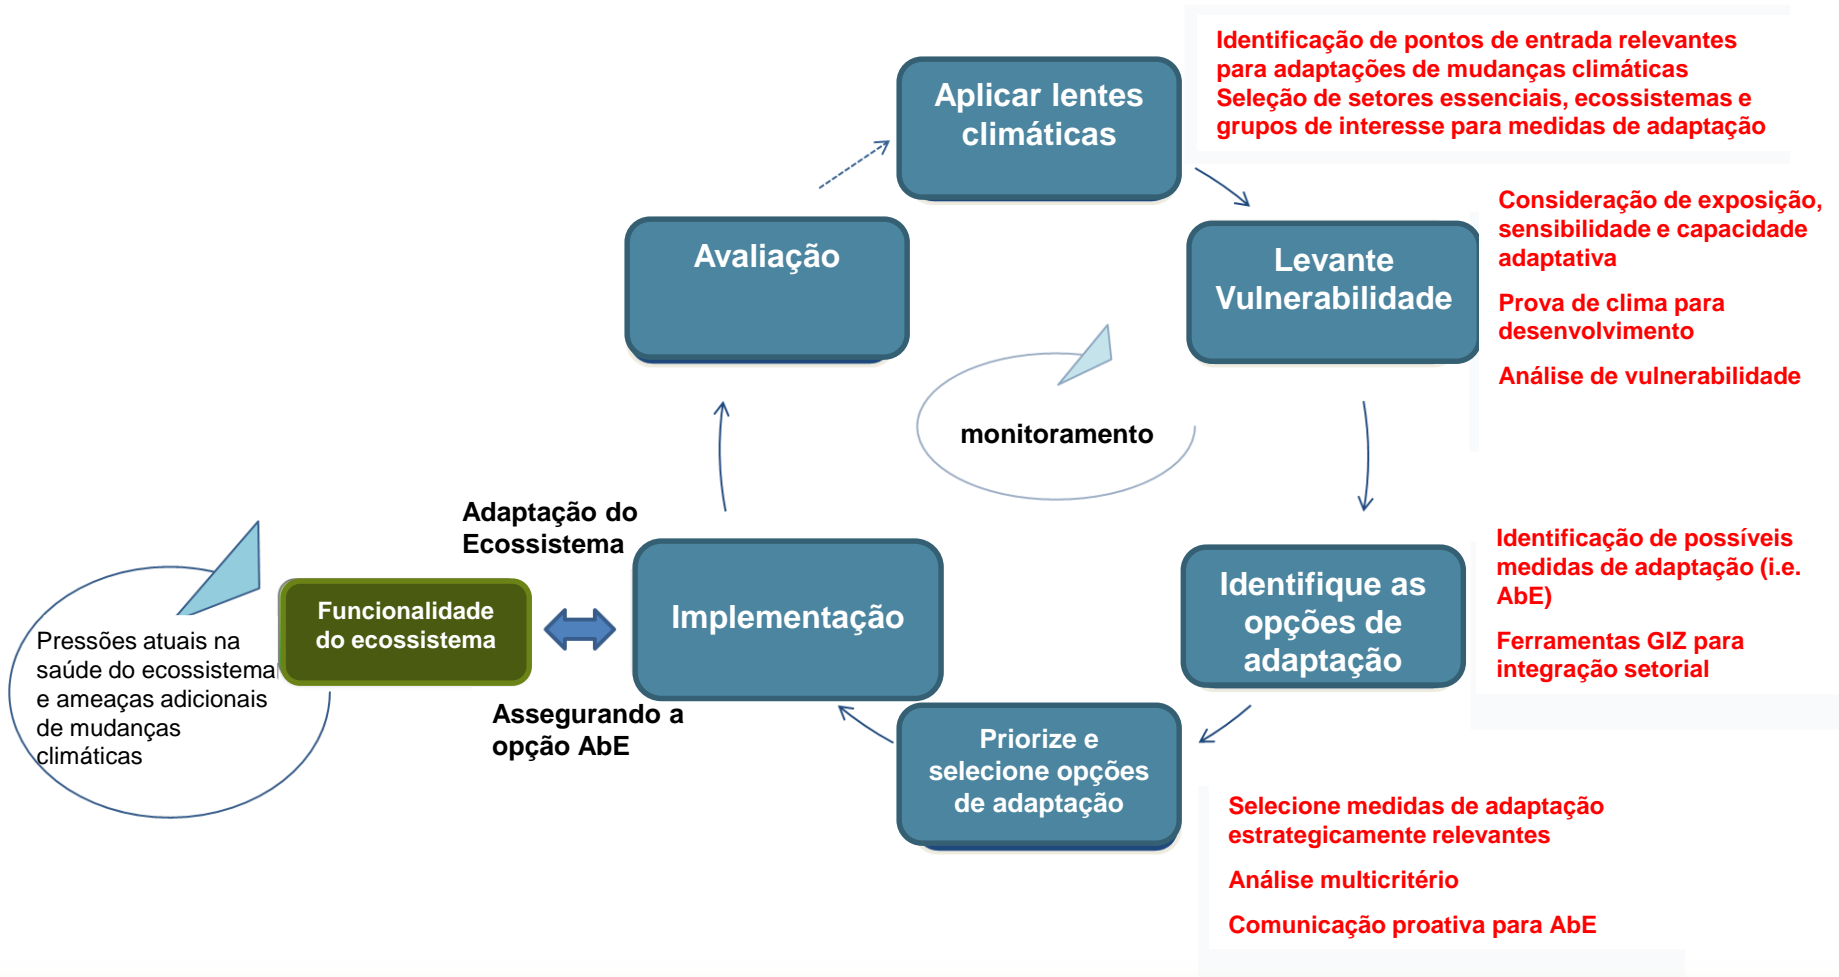 Aplicar lentes
climáticas
Identificação de pontos de entrada relevantes
para adaptações de mudanças climáticas
Seleção de setores essenciais, ecossistemas e
grupos de interesse para medidas de adaptação
Levante
Vulnerabilidade
Consideração de exposição,
sensibilidade e capacidade
adaptativa
Prova de clima para
desenvolvimento
Análise de vulnerabilidade
Avaliação
monitoramento
Identifique as
opções de
adaptação
Identificação de possíveis
medidas de adaptação (i.e.
AbE)
Ferramentas GIZ para
integração setorial
Priorize e
selecione opções
de adaptação
Selecione medidas de adaptação
estrategicamente relevantes
Análise multicritério
Comunicação proativa para AbE
Implementação
Adaptação do
Ecossistema
Assegurando a
opção AbE
Funcionalidade
do ecossistema
Pressões atuais na
saúde do ecossistema
e ameaças adicionais
de mudanças
climáticas